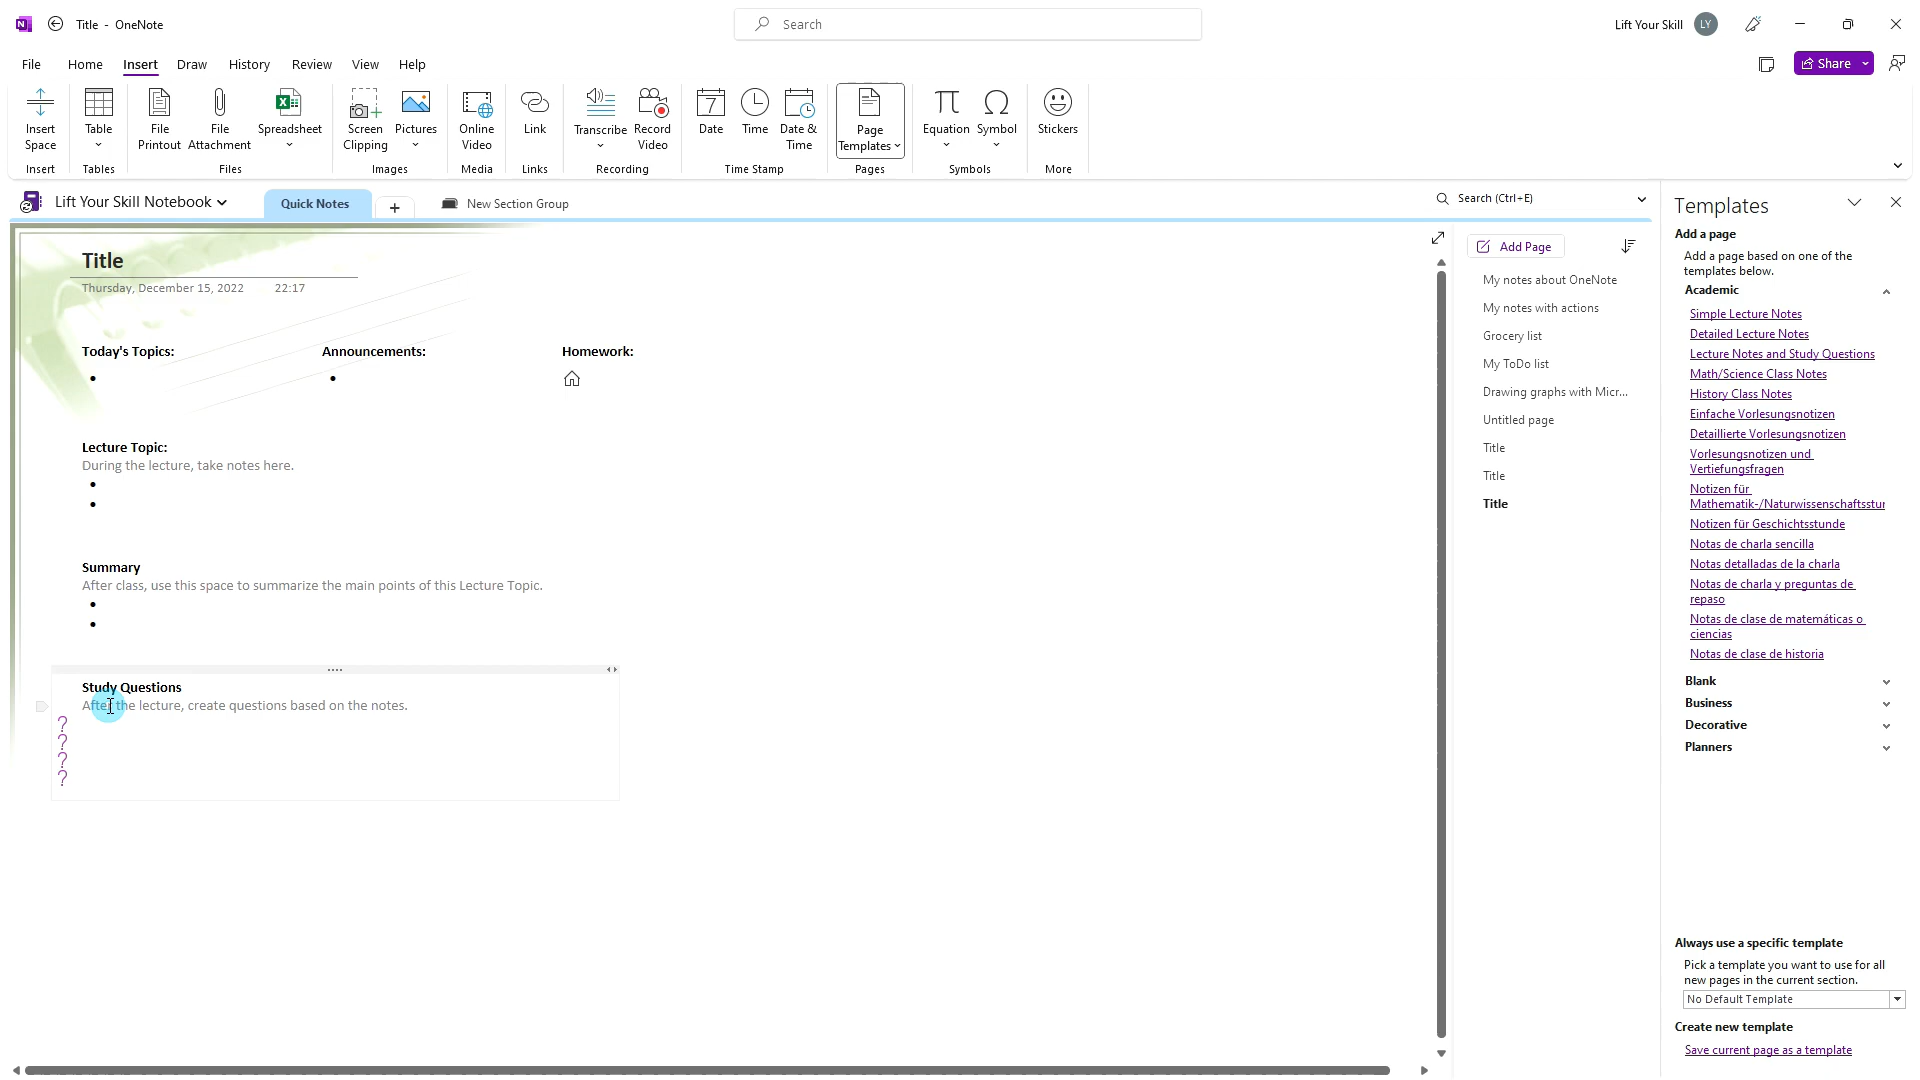 Title - OneNote
Search
Lift Your Skill
LY
File Home Insert Draw History Review View Help
Share
Insert Space
Table
File Printout
File Attachment
Spreadsheet
Screen Clipping
Pictures
Online Video
Link
Transcribe
Record Video
Date
Time
Date & Time
Page Templates
Equation
Symbol
Stickers
Insert
Tables
Files
Images
Media
Links
Recording
Time Stamp
Pages
Symbols
More
Lift Your Skill Notebook
Quick Notes
+
New Section Group
Search (Ctrl+E)
Title
Thursday, December 15, 2022 22:17
Today's Topics: Announcements: Homework:
Lecture Topic:
During the lecture, take notes here.
Summary
After class, use this space to summarize the main points of this Lecture Topic.
Study Questions
After the lecture, create questions based on the notes.
?
?
?
?
Add Page
My notes about OneNote
My notes with actions
Grocery list
My ToDo list
Drawing graphs with Micr...
Untitled page
Title
Title
Title
Templates
Add a page
Add a page based on one of the
templates below.
Academic
Simple Lecture Notes
Detailed Lecture Notes
Lecture Notes and Study Questions
Math/Science Class Notes
History Class Notes
Einfache Vorlesungsnotizen
Detaillierte Vorlesungsnotizen
Vorlesungsnotizen und
Vertiefungsfragen
Notizen für
Mathematik-/Naturwissenschaftsstur
Notizen für Geschichtsstunde
Notas de charla sencilla
Notas detalladas de la charla
Notas de charla y preguntas de
repaso
Notas de clase de matemáticas o
ciencias
Notas de clase de historia
Blank
Business
Decorative
Planners
Always use a specific template
Pick a template you want to use for all
new pages in the current section.
No Default Template
Create new template
Save current page as a template